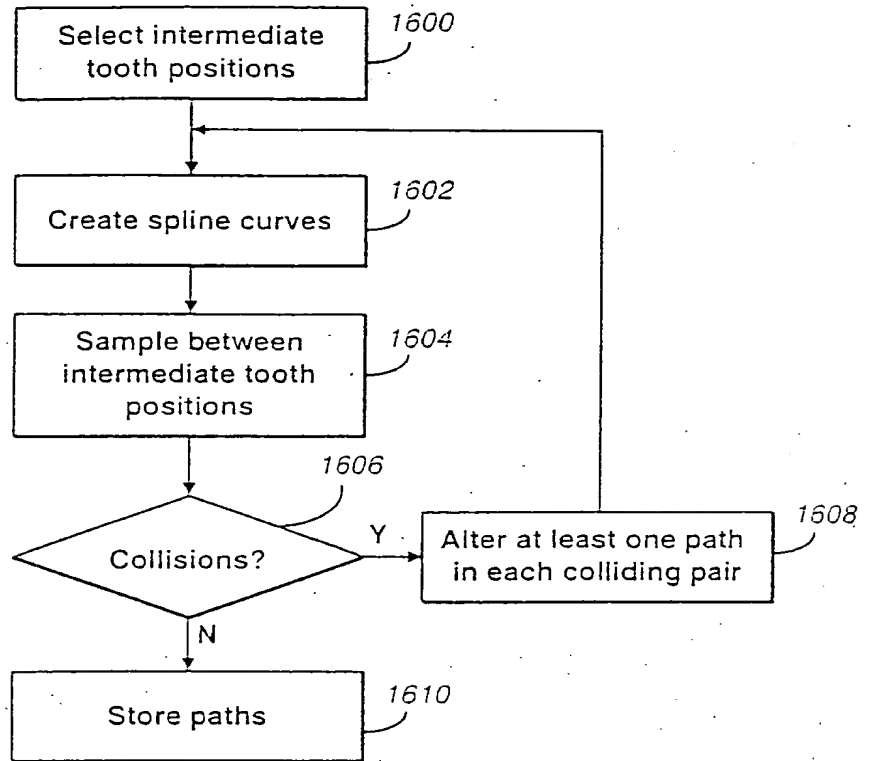 Select intermediate
tooth positions
1600
Create spline curves
1602
Sample between
intermediate tooth
positions
1604
Collisions?
1606
Y
Alter at least one path
in each colliding pair
1608
N
Store paths
1610